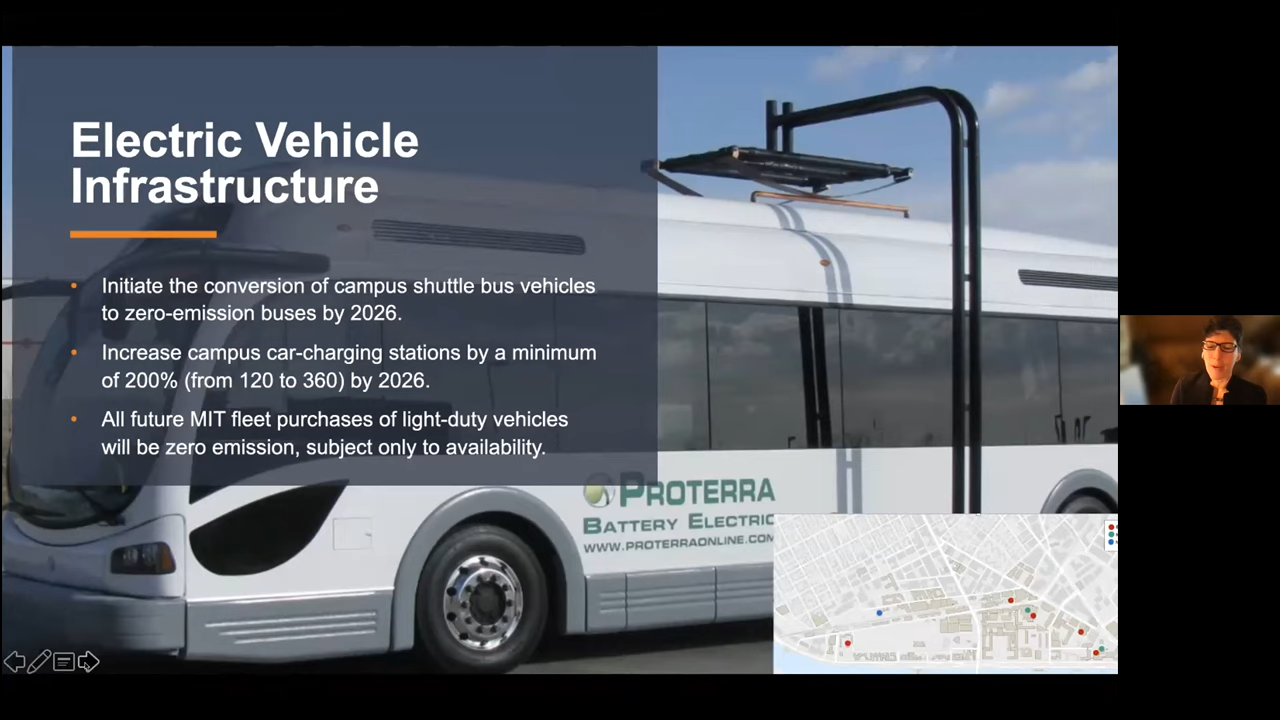 Electric Vehicle
Infrastructure
• Initiate the conversion of campus shuttle bus vehicles
to zero-emission buses by 2026.
• Increase campus car-charging stations by a minimum
of 200% (from 120 to 360) by 2026.
• All future MIT fleet purchases of light-duty vehicles
will be zero emission, subject only to availability.
PROTERRA
BATTERY ELECTRIC
WWW.PROTERRAONLINE.COM